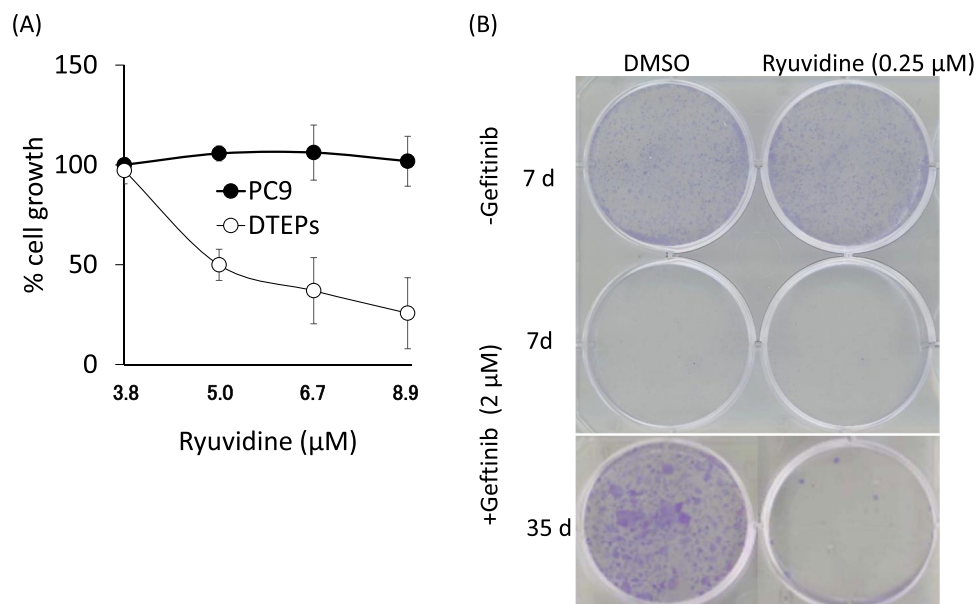 (A)
150
100
50
0
% cell growth
PC9
DTEPs
3.8 5.0 6.7 8.9
Ryuvidine (µM)
(B)
DMSO Ryuvidine (0.25 µM)
-Gefitinib
7 d
+Geftinib (2 µM)
7d
35 d